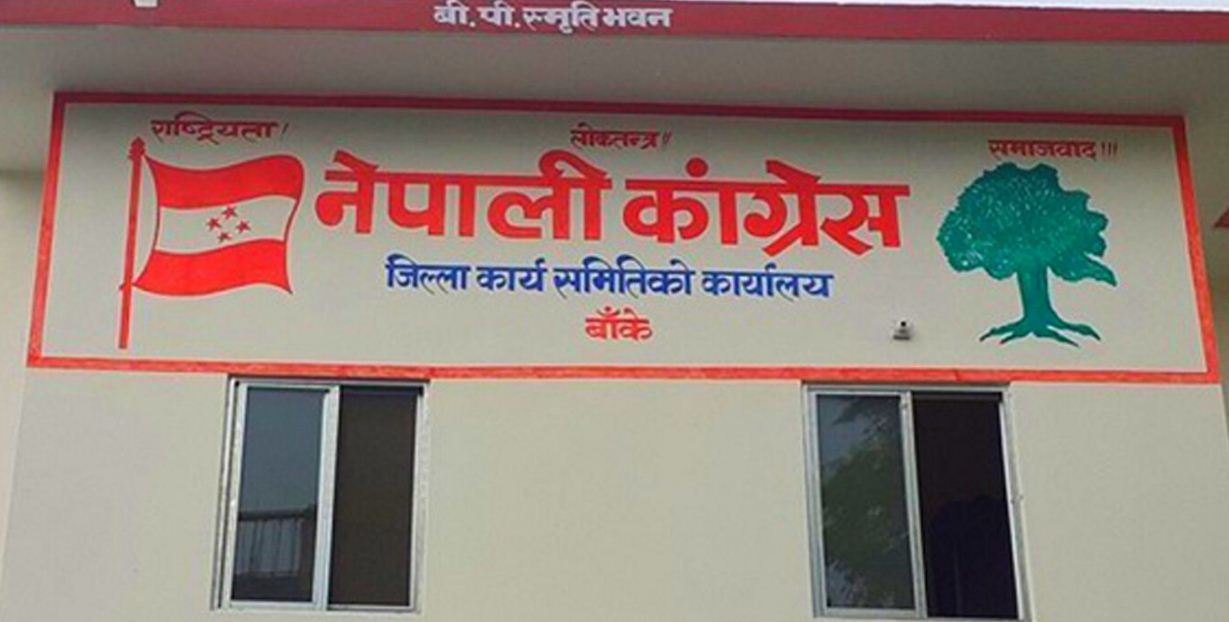 बी.पी.स्मृति भवन
राष्ट्रियता! लोकतन्त्र!! समाजवाद!!!
नेपाली कांग्रेस
जिल्ला कार्य समितिको कार्यालय
बाँके